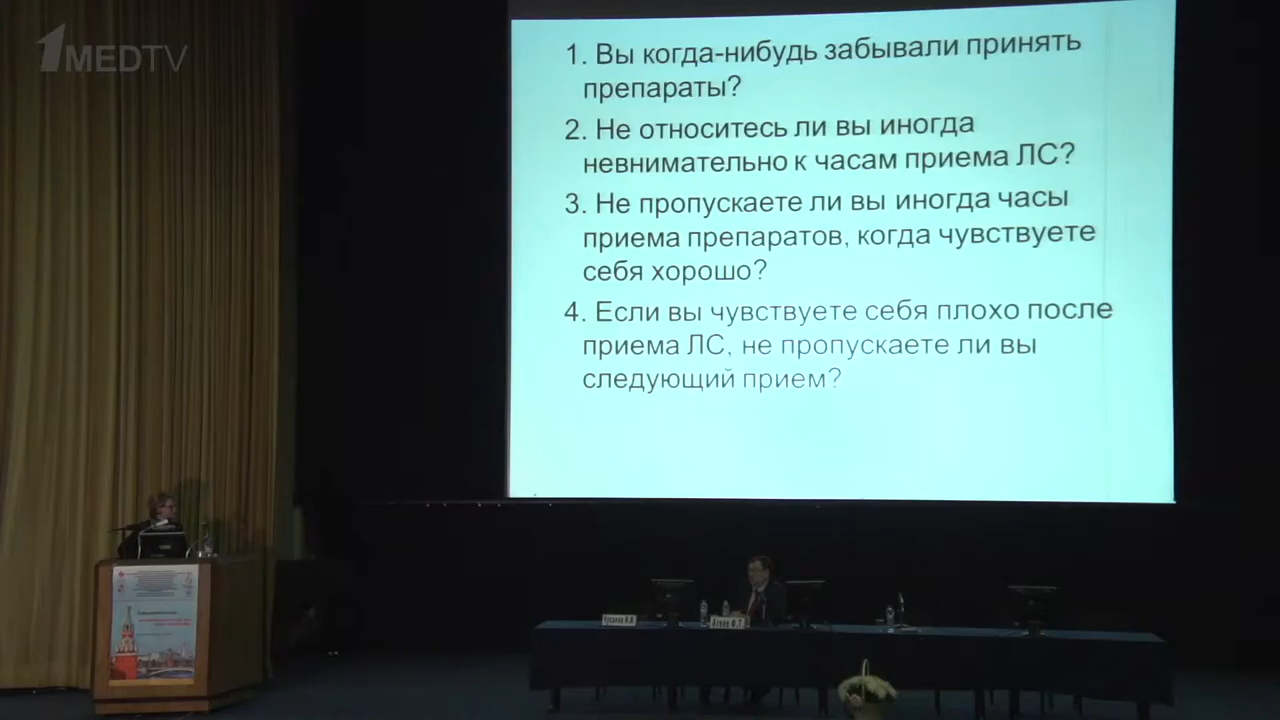 1MEDTV
1. Вы когда-нибудь забывали принять
препараты?
2. Не относитесь ли вы иногда
невнимательно к часам приема ЛС?
3. Не пропускаете ли вы иногда часы
приема препаратов, когда чувствуете
себя хорошо?
4. Если вы чувствуете себя плохо после
приема ЛС, не пропускаете ли вы
следующий прием?
Агеев Ф.Т.